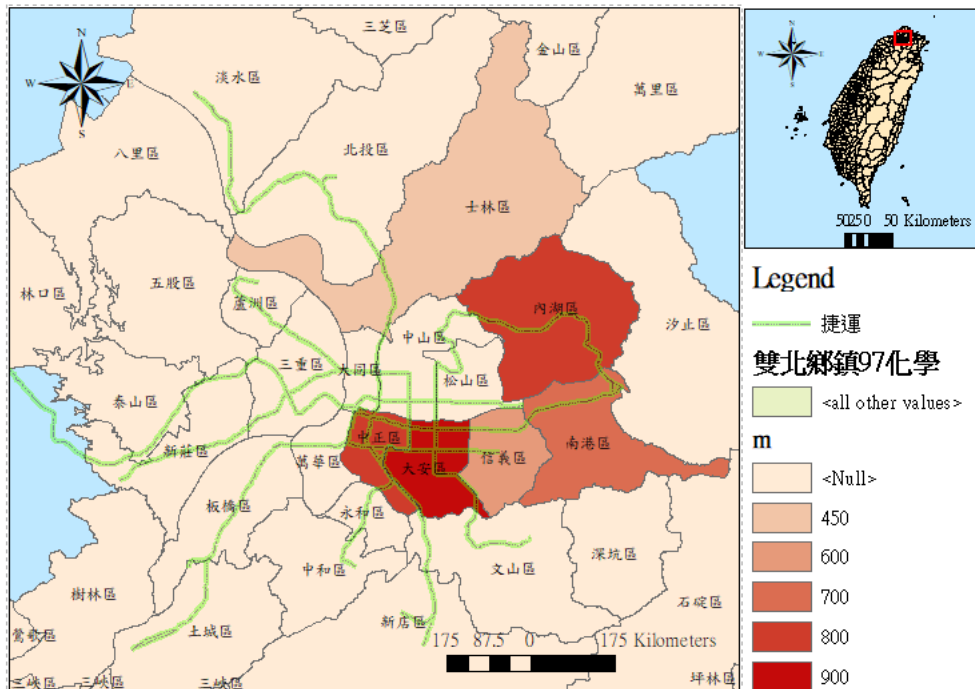 N
W
E
S
三芝區
金山區
淡水區
萬里區
八里區
北投區
士林區
林口區
五股區
蘆洲區
內湖區
汐止區
中山區
三重區
大同區
松山區
泰山區
中正區
南港區
新莊區
萬華區
大安區
信義區
板橋區
永和區
中和區
文山區
深坑區
樹林區
石碇區
土城區
新店區
鶯歌區
三峽區
三峽區
三峽區
坪林區
175 87.5 0 175 Kilometers
N
W
E
S
50250 50 Kilometers
Legend
捷運
雙北鄉鎮97化學
<all other values>
m
<Null>
450
600
700
800
900